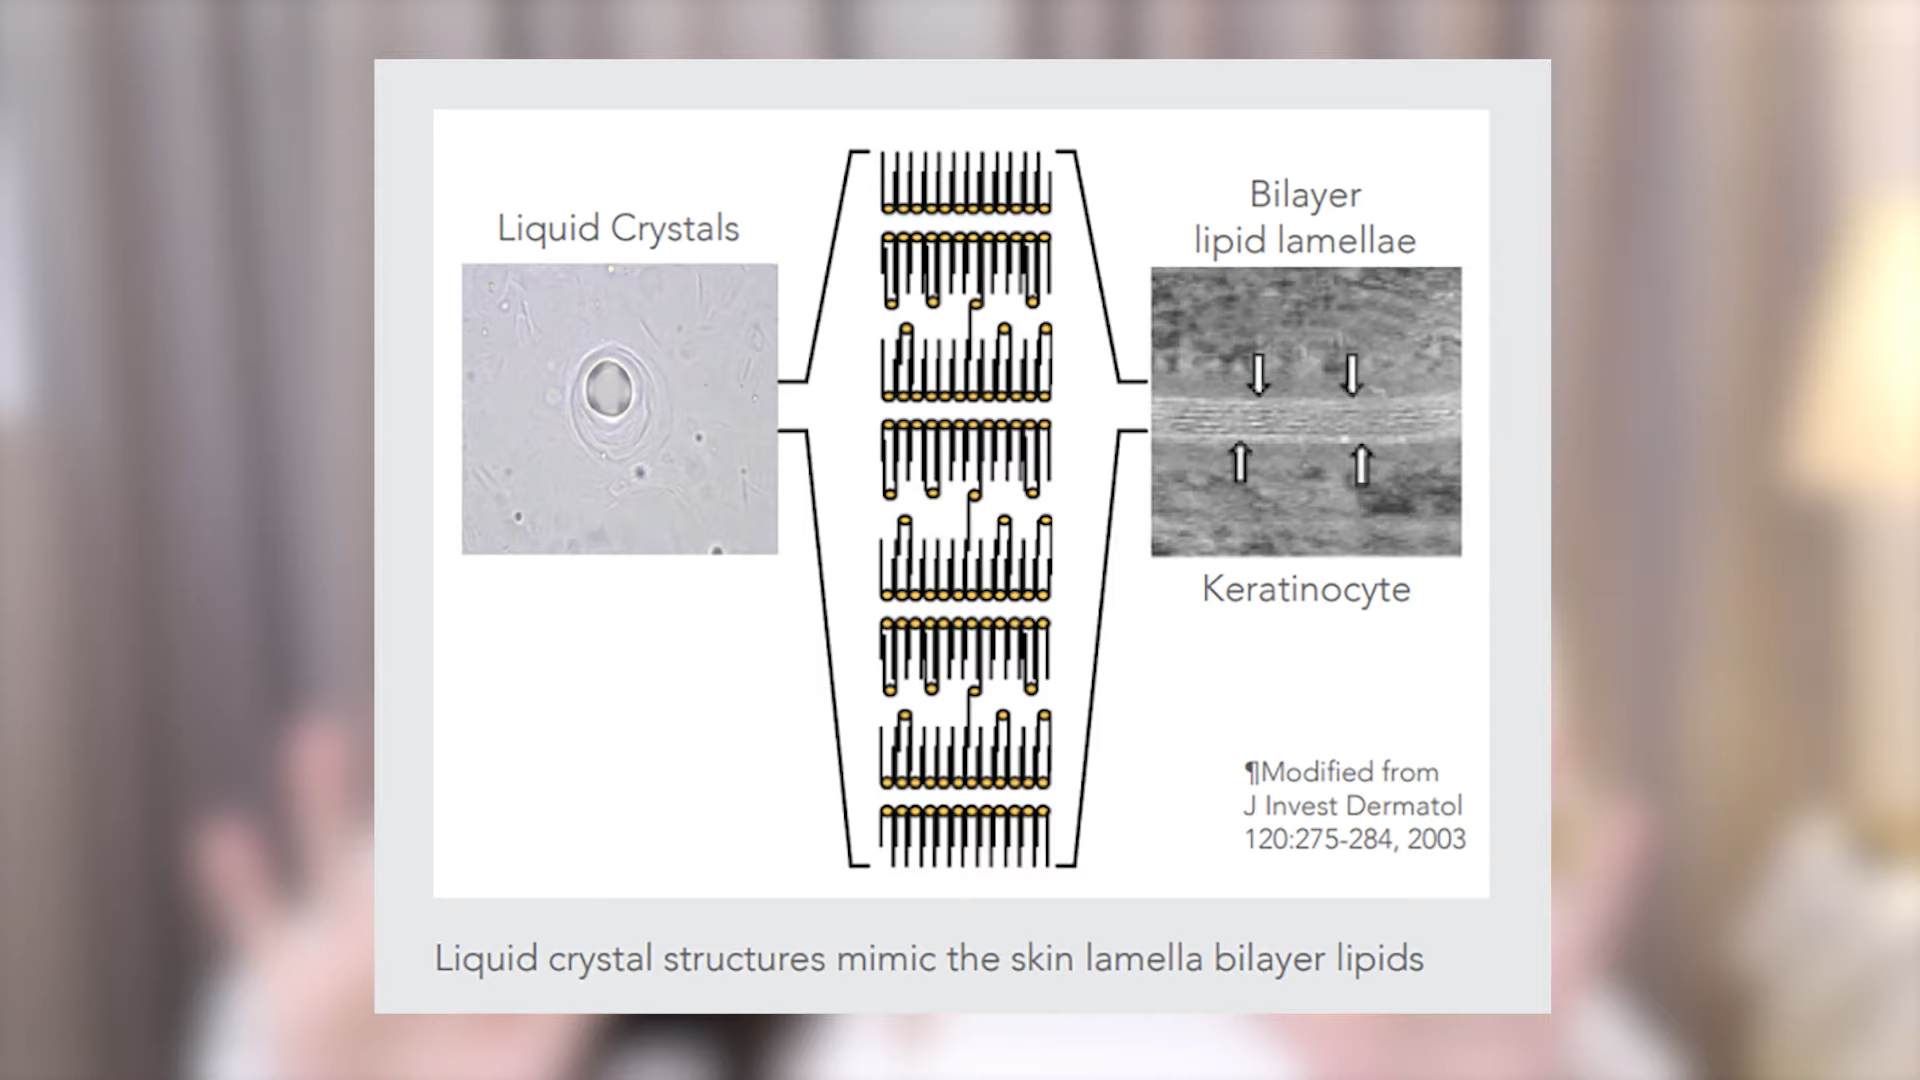 Liquid Crystals
Bilayer
lipid lamellae
Keratinocyte
¶Modified from
J Invest Dermatol
120:275-284, 2003
Liquid crystal structures mimic the skin lamella bilayer lipids